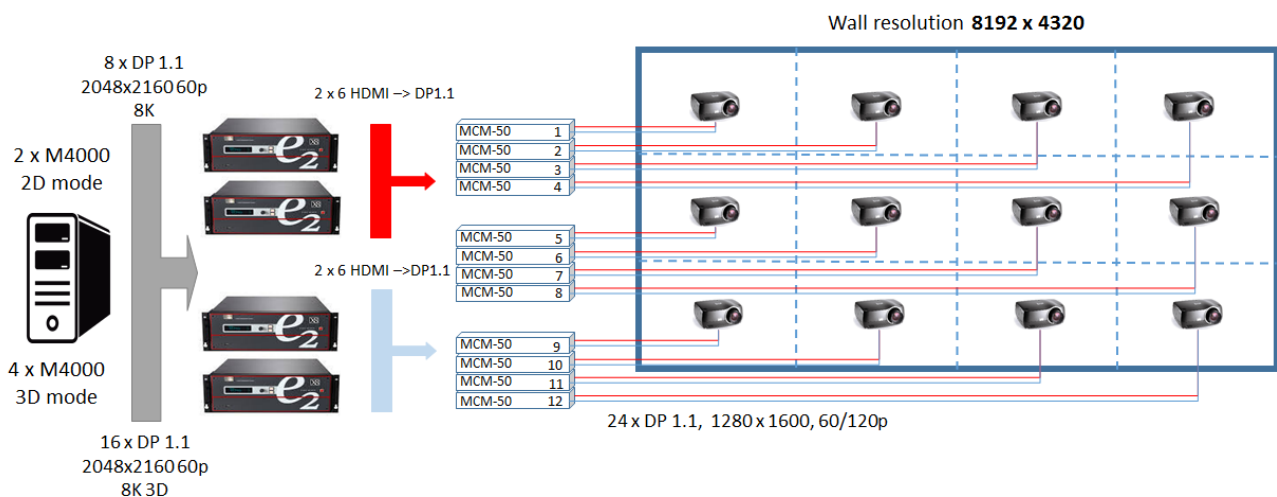 Wall resolution 8192 x 4320
8 x DP 1.1
2048x2160 60p
8K
2 x 6 HDMI –> DP1.1
2 x M4000
2D mode
4 x M4000
3D mode
16 x DP 1.1
2048x2160 60p
8K 3D
e2
e2
2 x 6 HDMI –>DP1.1
e2
e2
MCM-50 1
MCM-50 2
MCM-50 3
MCM-50 4
MCM-50 5
MCM-50 6
MCM-50 7
MCM-50 8
MCM-50 9
MCM-50 10
MCM-50 11
MCM-50 12
24 x DP 1.1, 1280 x 1600, 60/120p